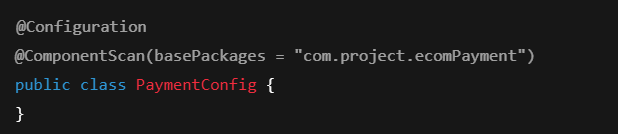 @Configuration
@ComponentScan(basePackages = "com.project.ecomPayment")
public class PaymentConfig {
}